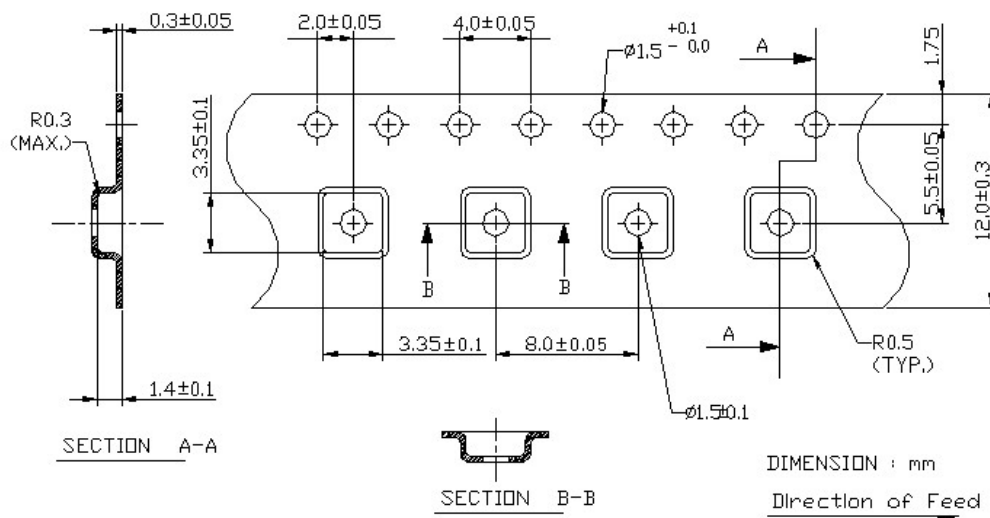 0.3±0.05
2.0±0.05
4.0±0.05
ø1.5 +0.1 - 0.0
A
1.75
R0.3
(MAX.)
3.35±0.1
5.5±0.05
12.0±0.3
B
B
3.35±0.1
8.0±0.05
A
R0.5
(TYP.)
1.4±0.1
ø1.5±0.1
SECTION A-A
SECTION B-B
DIMENSION : mm
Direction of Feed